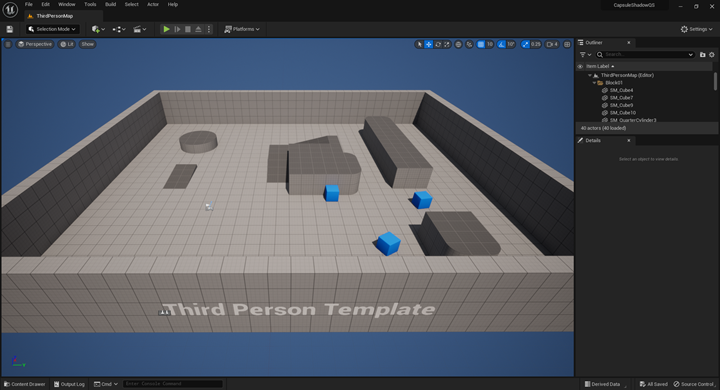 File Edit Window Tools Build Select Actor Help
CapsuleShadowGS
ThirdPersonMap
Selection Mode
Platforms
Settings
Perspective Lit Show
10 10° 0.25 4
Outliner
Search...
Item Label
ThirdPersonMap (Editor)
Block01
SM_Cube4
SM_Cube7
SM_Cube9
SM_Cube10
SM_QuarterCylinder3
40 actors (40 loaded)
Details
Select an object to view details
Third Person Template
Content Drawer Output Log Cmd Enter Console Command
Derived Data All Saved Source Control